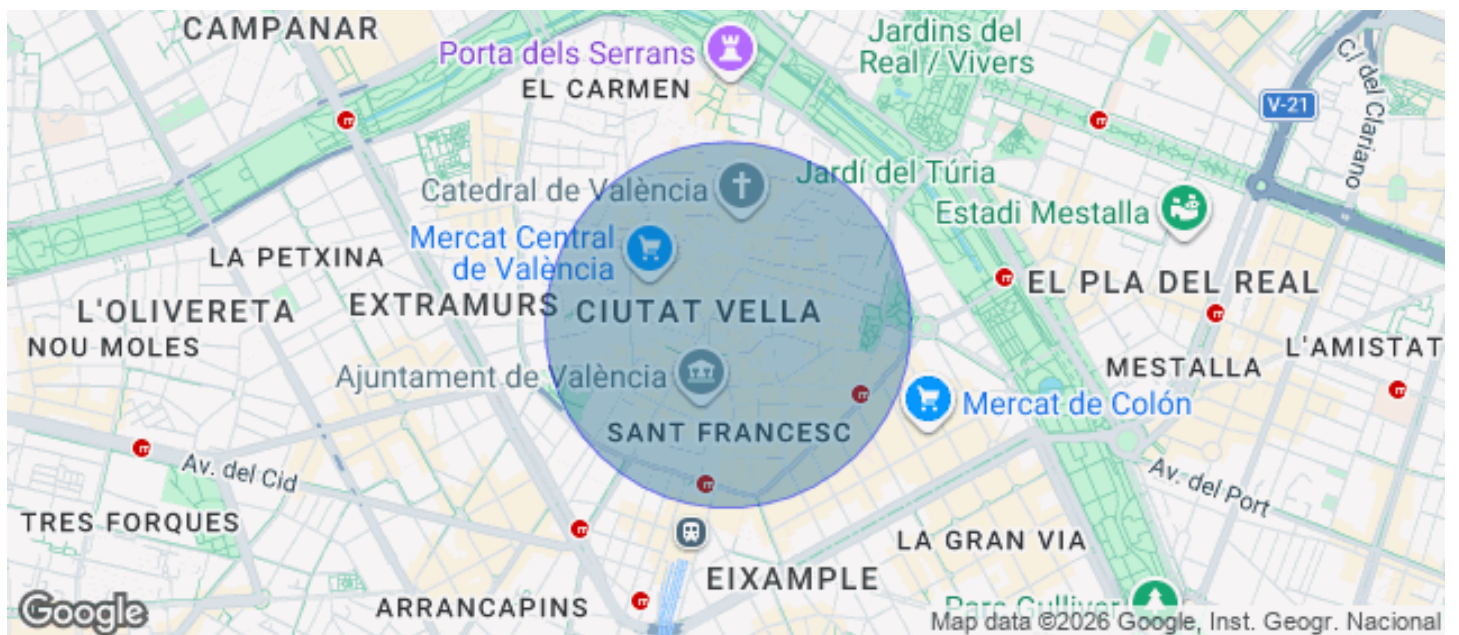 CAMPANAR
Porta dels Serrans
EL CARMEN
Jardins del
Real / Vivers
C/ del Clariano
V-21
Catedral de València
Jardí del Túria
Estadi Mestalla
Mercat Central
de València
LA PETXINA
EL PLA DEL REAL
L'OLIVERETA
EXTRAMURS
CIUTAT VELLA
NOU MOLES
L'AMISTAT
MESTALLA
Ajuntament de València
Mercat de Colón
SANT FRANCESC
Av. del Cid
Av. del Port
TRES FORQUES
LA GRAN VIA
EIXAMPLE
ARRANCAPINS
Parc Gulliver
Google
Map data ©2026 Google, Inst. Geogr. Nacional